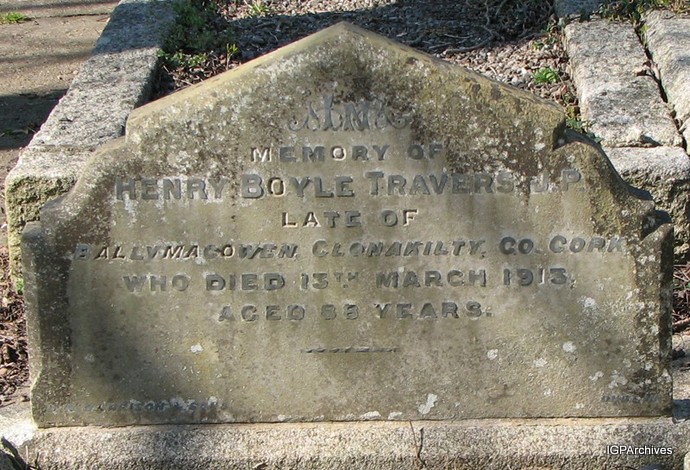 IN
MEMORY OF
HENRY BOYLE TRAVERS J.P.
LATE OF
BALLYMACOWEN, CLONAKILTY, CO. CORK
WHO DIED 13TH MARCH 1913,
AGED 68 YEARS.
IGPArchives